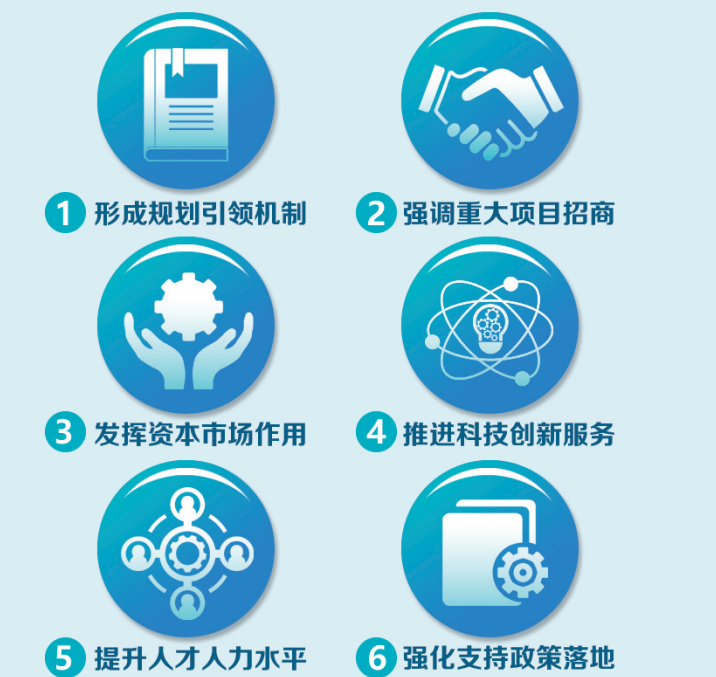 1 形成规划引领机制
2 强调重大项目招商
3 发挥资本市场作用
4 推进科技创新服务
5 提升人才人力水平
6 强化支持政策落地